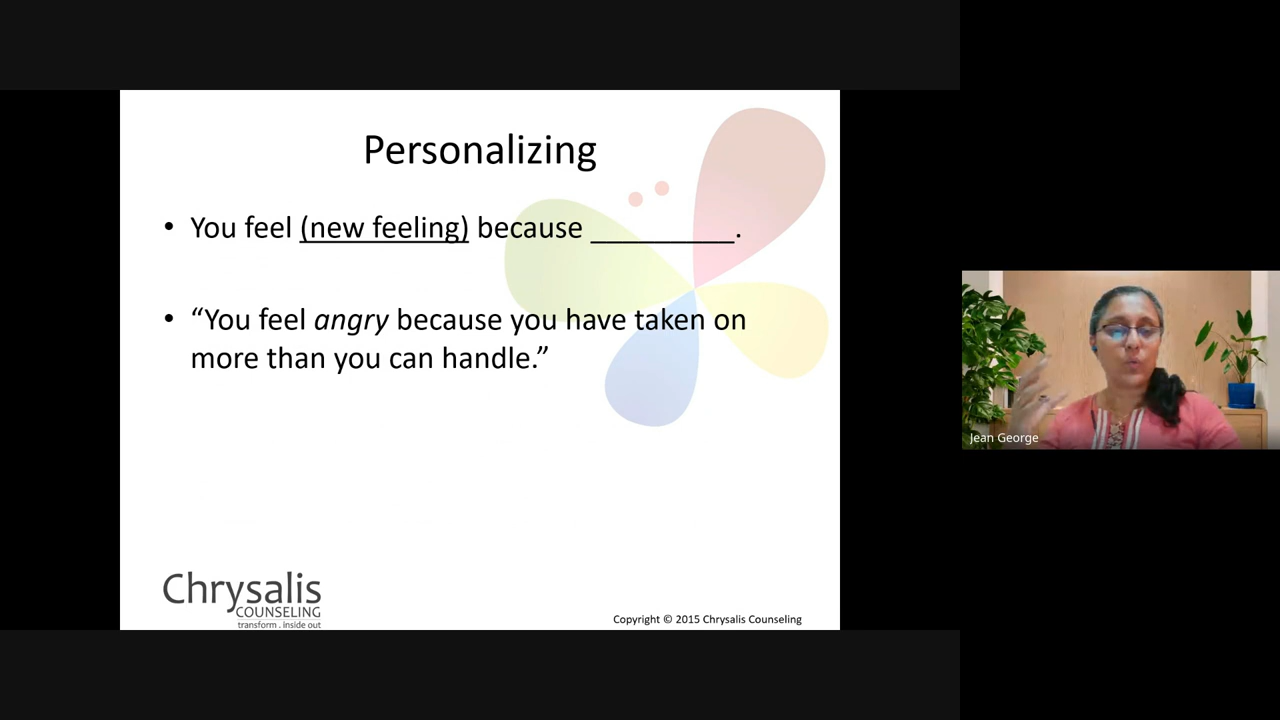 Personalizing
• You feel (new feeling) because _________.
• “You feel angry because you have taken on
more than you can handle.”
Chrysalis
COUNSELING
transform . inside out
Copyright © 2015 Chrysalis Counseling
Jean George